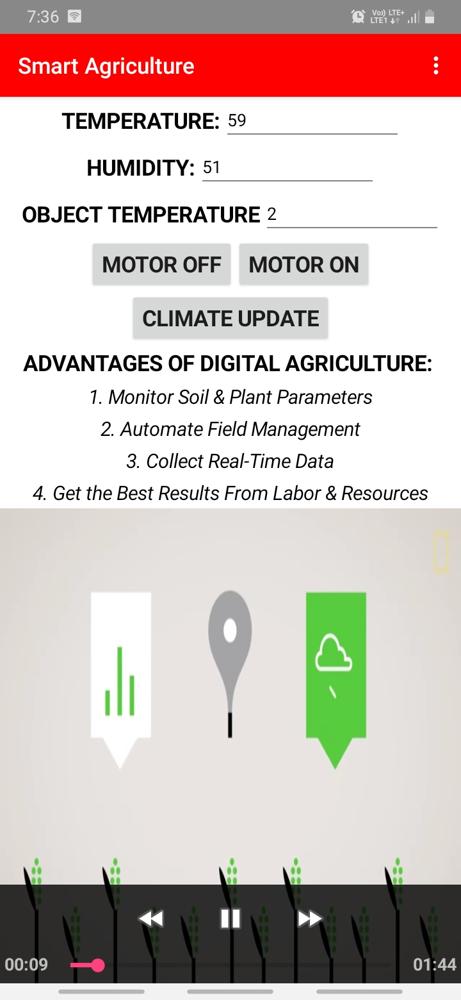 7:36 Vo)) LTE+
LTE1
Smart Agriculture
TEMPERATURE: 59
HUMIDITY: 51
OBJECT TEMPERATURE 2
MOTOR OFF MOTOR ON
CLIMATE UPDATE
ADVANTAGES OF DIGITAL AGRICULTURE:
1. Monitor Soil & Plant Parameters
2. Automate Field Management
3. Collect Real-Time Data
4. Get the Best Results From Labor & Resources
00:09 01:44